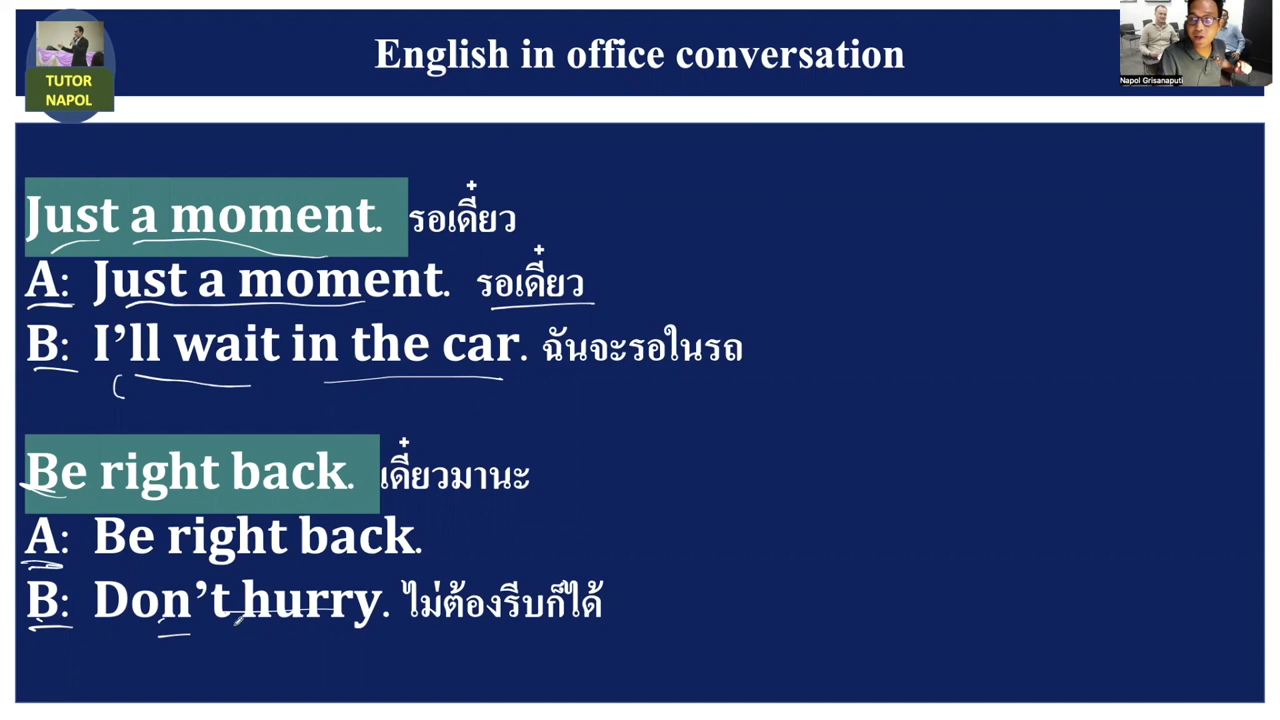 English in office conversation
TUTOR
NAPOL
Napol Grisanaputi
Just a moment. รอเดี๋ยว
A: Just a moment. รอเดี๋ยว
B: I’ll wait in the car. ฉันจะรอในรถ
Be right back. เดี๋ยวมานะ
A: Be right back.
B: Don’t hurry. ไม่ต้องรีบก็ได้